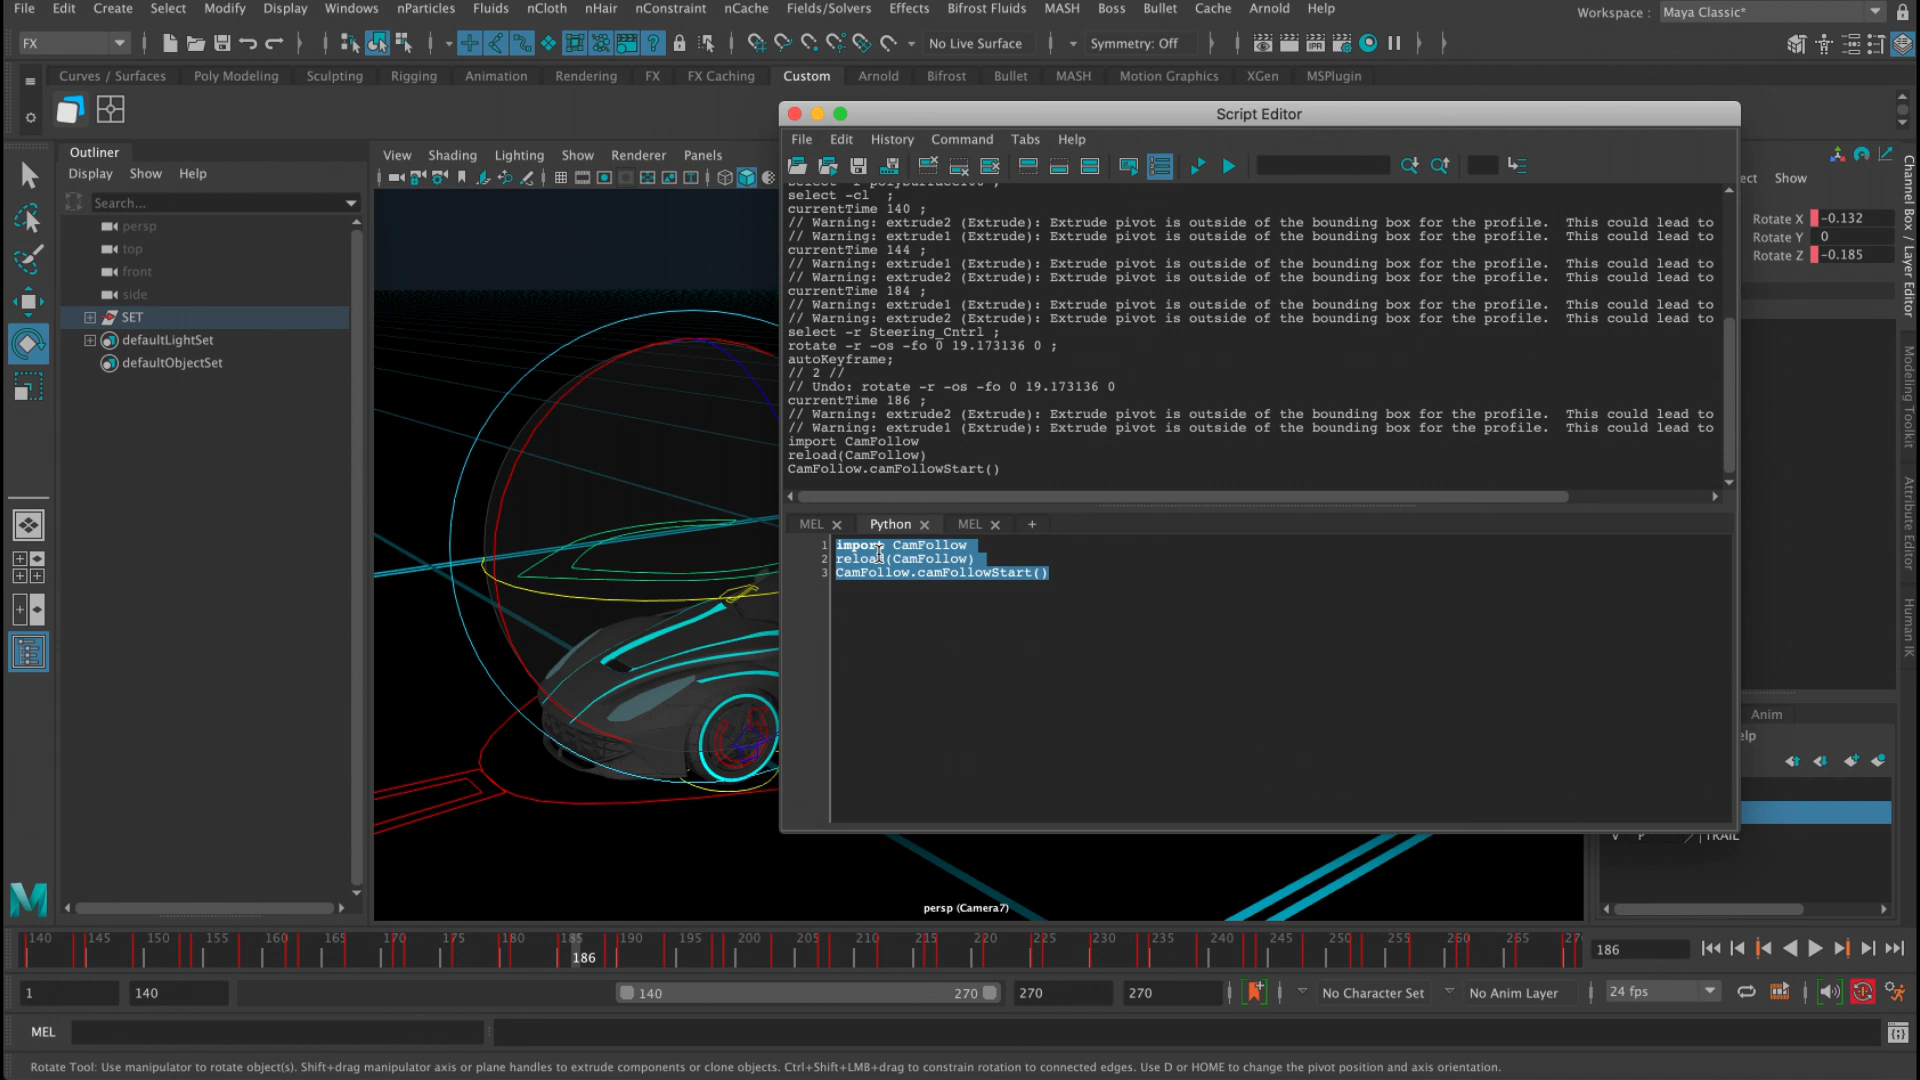 File Edit Create Select Modify Display Windows nParticles Fluids nCloth nHair nConstraint nCache Fields/Solvers Effects Bifrost Fluids MASH Boss Bullet Cache Arnold Help
Workspace : Maya Classic*
FX
No Live Surface
Symmetry: Off
IPR
Curves / Surfaces Poly Modeling Sculpting Rigging Animation Rendering FX FX Caching Custom Arnold Bifrost Bullet MASH Motion Graphics XGen MSPlugin
Script Editor
File Edit History Command Tabs Help
Outliner
Display Show Help
Search...
persp
top
front
side
SET
defaultLightSet
defaultObjectSet
View Shading Lighting Show Renderer Panels
select -cl ;
currentTime 140 ;
// Warning: extrude2 (Extrude): Extrude pivot is outside of the bounding box for the profile. This could lead to
// Warning: extrude1 (Extrude): Extrude pivot is outside of the bounding box for the profile. This could lead to
currentTime 144 ;
// Warning: extrude1 (Extrude): Extrude pivot is outside of the bounding box for the profile. This could lead to
// Warning: extrude2 (Extrude): Extrude pivot is outside of the bounding box for the profile. This could lead to
currentTime 184 ;
// Warning: extrude1 (Extrude): Extrude pivot is outside of the bounding box for the profile. This could lead to
// Warning: extrude2 (Extrude): Extrude pivot is outside of the bounding box for the profile. This could lead to
select -r Steering_Cntrl ;
rotate -r -os -fo 0 19.173136 0 ;
autoKeyframe;
// 2 //
// Undo: rotate -r -os -fo 0 19.173136 0
currentTime 186 ;
// Warning: extrude2 (Extrude): Extrude pivot is outside of the bounding box for the profile. This could lead to
// Warning: extrude1 (Extrude): Extrude pivot is outside of the bounding box for the profile. This could lead to
import CamFollow
reload(CamFollow)
CamFollow.camFollowStart()
MEL Python MEL +
1 import CamFollow
2 reload(CamFollow)
3 CamFollow.camFollowStart()
ect Show
Rotate X -0.132
Rotate Y 0
Rotate Z -0.185
Channel Box / Layer Editor
Modeling Toolkit
Attribute Editor
Human IK
Anim
elp
V P TRAIL
persp (Camera7)
140 145 150 155 160 165 170 175 180 185 190 195 200 205 210 215 220 225 230 235 240 245 250 255 260 265 27
186
186
1 140 140 270 270 270 No Character Set No Anim Layer 24 fps
MEL
Rotate Tool: Use manipulator to rotate object(s). Shift+drag manipulator axis or plane handles to extrude components or clone objects. Ctrl+Shift+LMB+drag to constrain rotation to connected edges. Use D or HOME to change the pivot position and axis orientation.